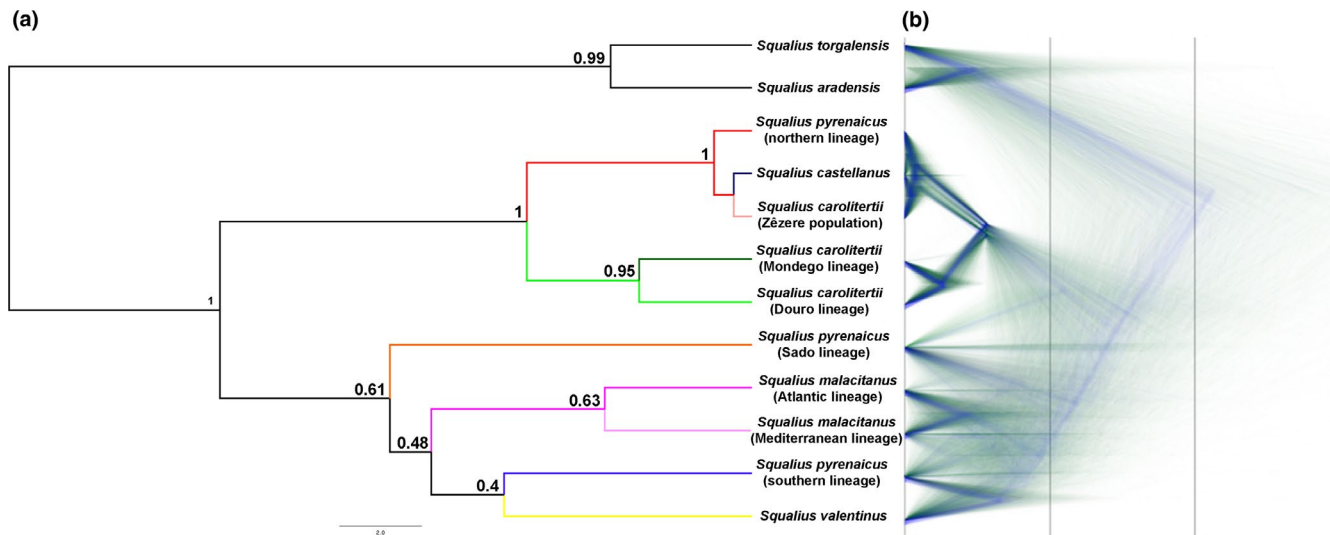 (a)
(b)
0.99
Squalius torgalensis
Squalius aradensis
Squalius pyrenaicus
(northern lineage)
1
Squalius castellanus
Squalius carolitertii
(Zêzere population)
1
Squalius carolitertii
(Mondego lineage)
0.95
Squalius carolitertii
(Douro lineage)
1
Squalius pyrenaicus
(Sado lineage)
0.61
Squalius malacitanus
(Atlantic lineage)
0.63
Squalius malacitanus
(Mediterranean lineage)
0.48
Squalius pyrenaicus
(southern lineage)
0.4
Squalius valentinus
2.0